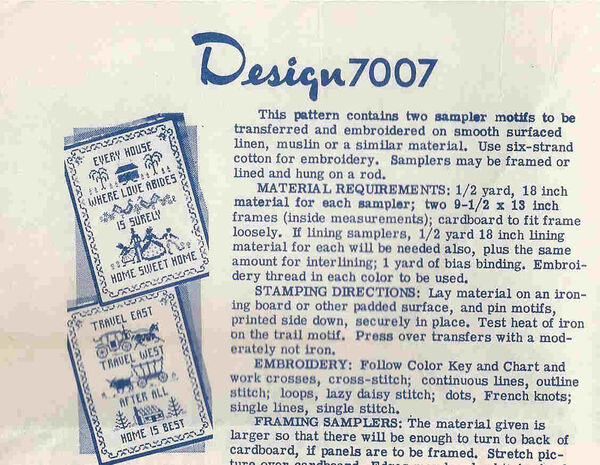 Design 7007
This pattern contains two sampler motifs to be
transferred and embroidered on smooth surfaced
linen, muslin or a similar material. Use six-strand
cotton for embroidery. Samplers may be framed or
lined and hung on a rod.
MATERIAL REQUIREMENTS: 1/2 yard, 18 inch
material for each sampler; two 9-1/2 x 13 inch
frames (inside measurements); cardboard to fit frame
loosely. If lining samplers, 1/2 yard 18 inch lining
material for each will be needed also, plus the same
amount for interlining; 1 yard of bias binding. Embroi-
dery thread in each color to be used.
STAMPING DIRECTIONS: Lay material on an iron-
ing board or other padded surface, and pin motifs,
printed side down, securely in place. Test heat of iron
on the trail motif. Press over transfers with a mod-
erately not iron.
EMBROIDERY: Follow Color Key and Chart and
work crosses, cross-stitch; continuous lines, outline
stitch; loops, lazy daisy stitch; dots, French knots;
single lines, single stitch.
FRAMING SAMPLERS: The material given is
larger so that there will be enough to turn to back of
cardboard, if panels are to be framed. Stretch pic-
ture over cardboard.
EVERY HOUSE
WHERE LOVE ABIDES
IS SURELY
HOME SWEET HOME
TRAVEL EAST
TRAVEL WEST
AFTER ALL
HOME IS BEST